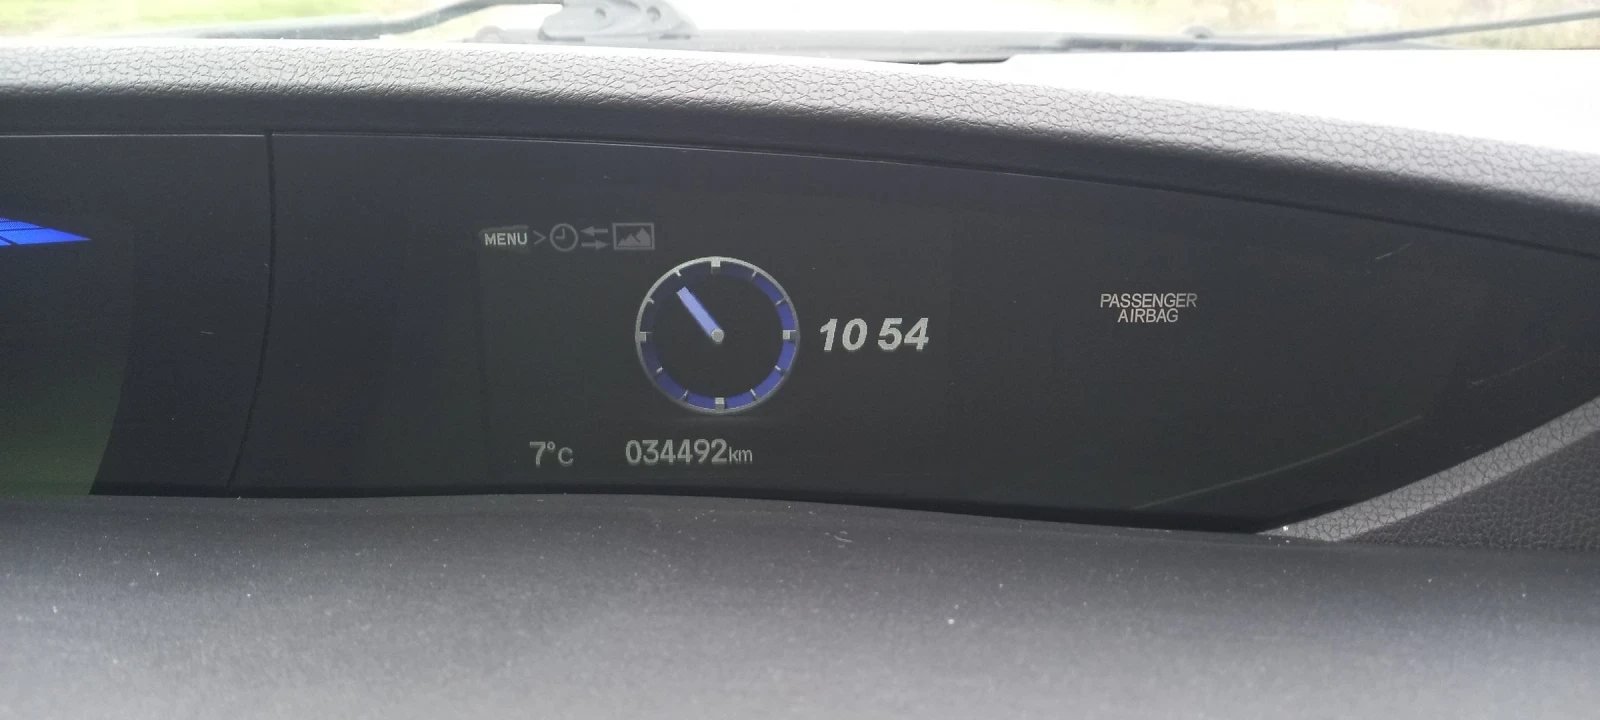 MENU >
10 54
PASSENGER
AIRBAG
7°C 034492km